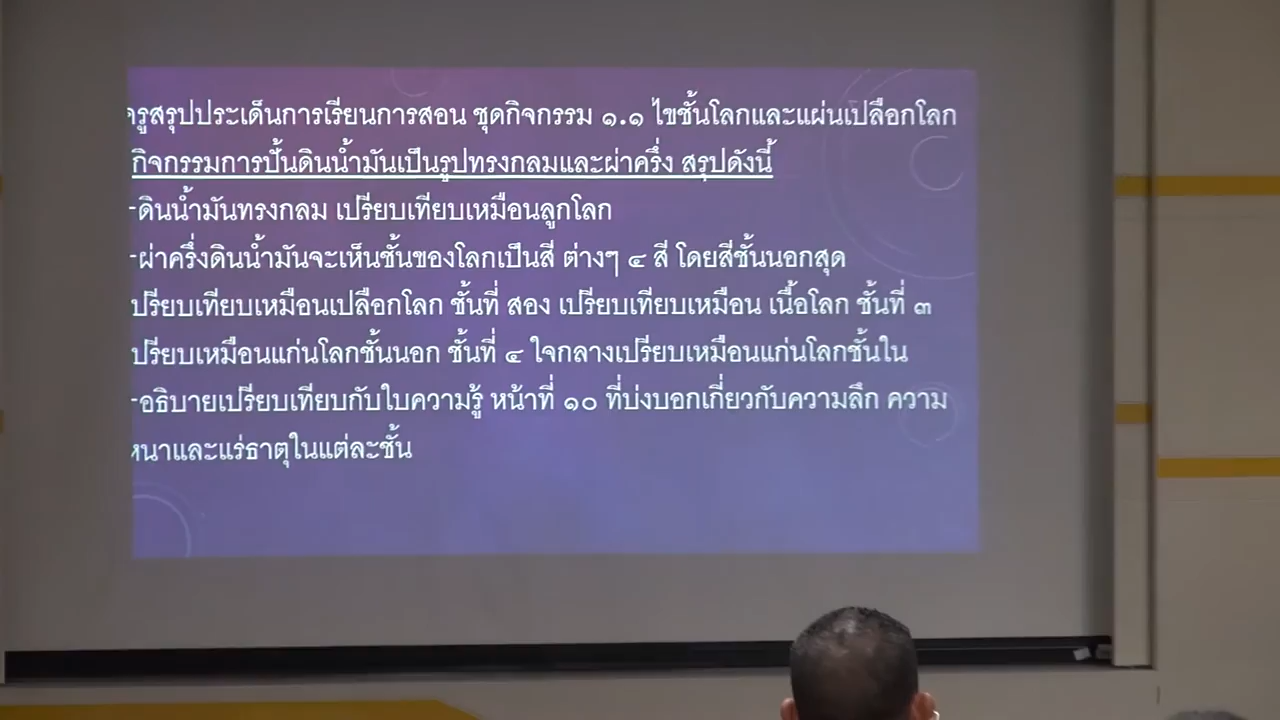 ครูสรุปประเด็นการเรียนการสอน ชุดกิจกรรม ๑.๑ ไขชั้นโลกและแผ่นเปลือกโลก
กิจกรรมการปั้นดินน้ำมันเป็นรูปทรงกลมและผ่าครึ่ง สรุปดังนี้
-ดินน้ำมันทรงกลม เปรียบเทียบเหมือนลูกโลก
-ผ่าครึ่งดินน้ำมันจะเห็นชั้นของโลกเป็นสี ต่างๆ ๔ สี โดยสีชั้นนอกสุด
ปรียบเทียบเหมือนเปลือกโลก ชั้นที่ สอง เปรียบเทียบเหมือน เนื้อโลก ชั้นที่ ๓
ปรียบเหมือนแก่นโลกชั้นนอก ชั้นที่ ๔ ใจกลางเปรียบเหมือนแก่นโลกชั้นใน
-อธิบายเปรียบเทียบกับใบความรู้ หน้าที่ ๑๐ ที่บ่งบอกเกี่ยวกับความลึก ความ
หนาและแร่ธาตุในแต่ละชั้น